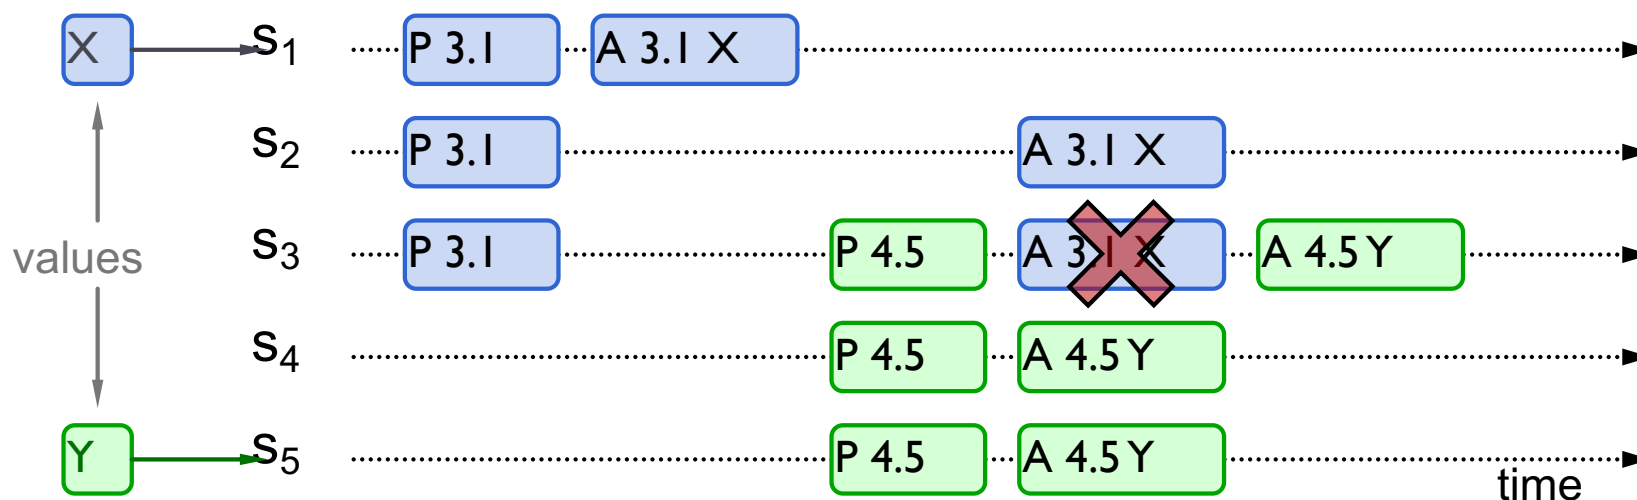 X s1 P 3.1 A 3.1 X
s2 P 3.1 A 3.1 X
values s3 P 3.1 P 4.5 A 3.1 X A 4.5 Y
s4 P 4.5 A 4.5 Y
Y s5 P 4.5 A 4.5 Y
time